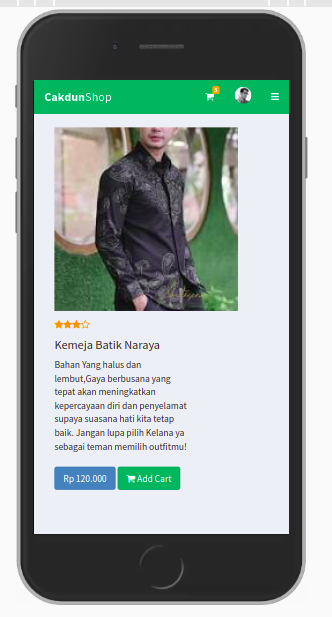 CakdunShop
5
Kemeja Batik Naraya
Bahan Yang halus dan
lembut,Gaya berbusana yang
tepat akan meningkatkan
kepercayaan diri dan penyelamat
supaya suasana hati kita tetap
baik. Jangan lupa pilih Kelana ya
sebagai teman memilih outfitmu!
Rp 120.000 Add Cart